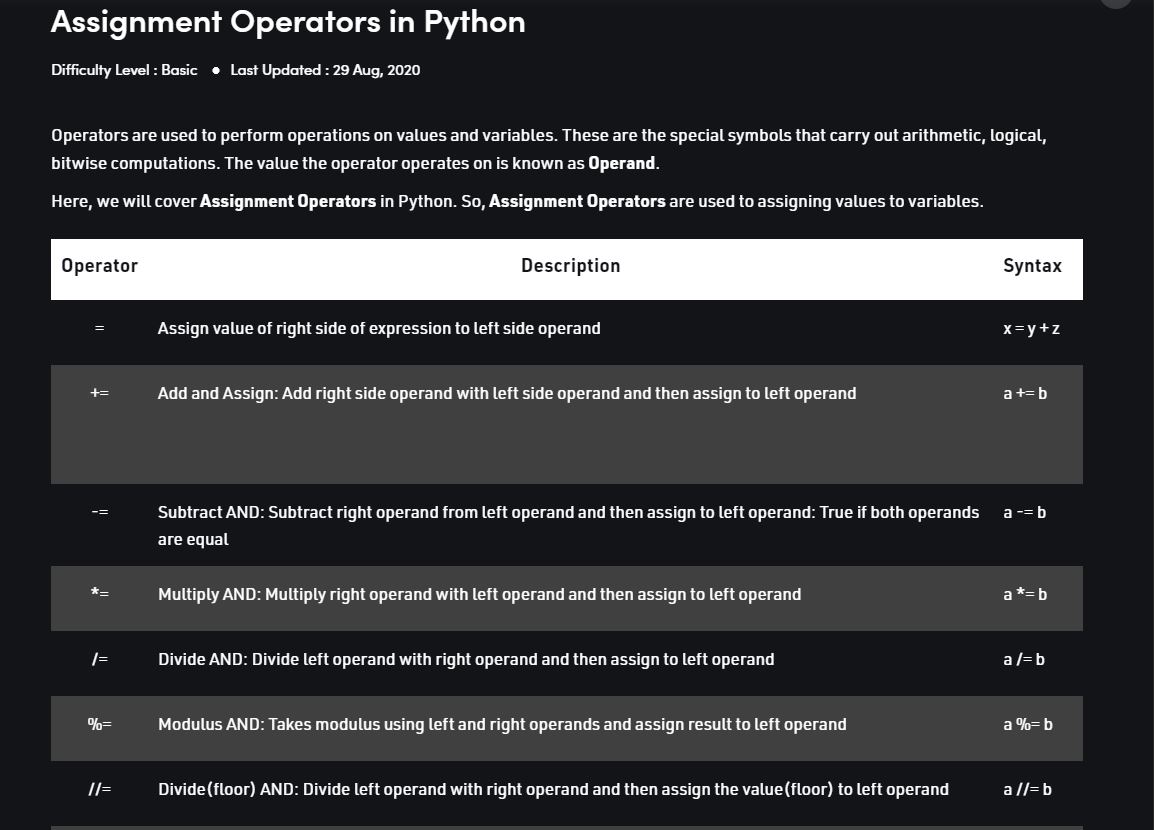 Assignment Operators in Python
Difficulty Level : Basic ● Last Updated : 29 Aug, 2020
Operators are used to perform operations on values and variables. These are the special symbols that carry out arithmetic, logical,
bitwise computations. The value the operator operates on is known as Operand.
Here, we will cover Assignment Operators in Python. So, Assignment Operators are used to assigning values to variables.
Operator Description Syntax
= Assign value of right side of expression to left side operand x = y + z
+= Add and Assign: Add right side operand with left side operand and then assign to left operand a += b
-= Subtract AND: Subtract right operand from left operand and then assign to left operand: True if both operands a -= b
are equal
*= Multiply AND: Multiply right operand with left operand and then assign to left operand a *= b
/= Divide AND: Divide left operand with right operand and then assign to left operand a /= b
%= Modulus AND: Takes modulus using left and right operands and assign result to left operand a %= b
//= Divide(floor) AND: Divide left operand with right operand and then assign the value(floor) to left operand a //= b